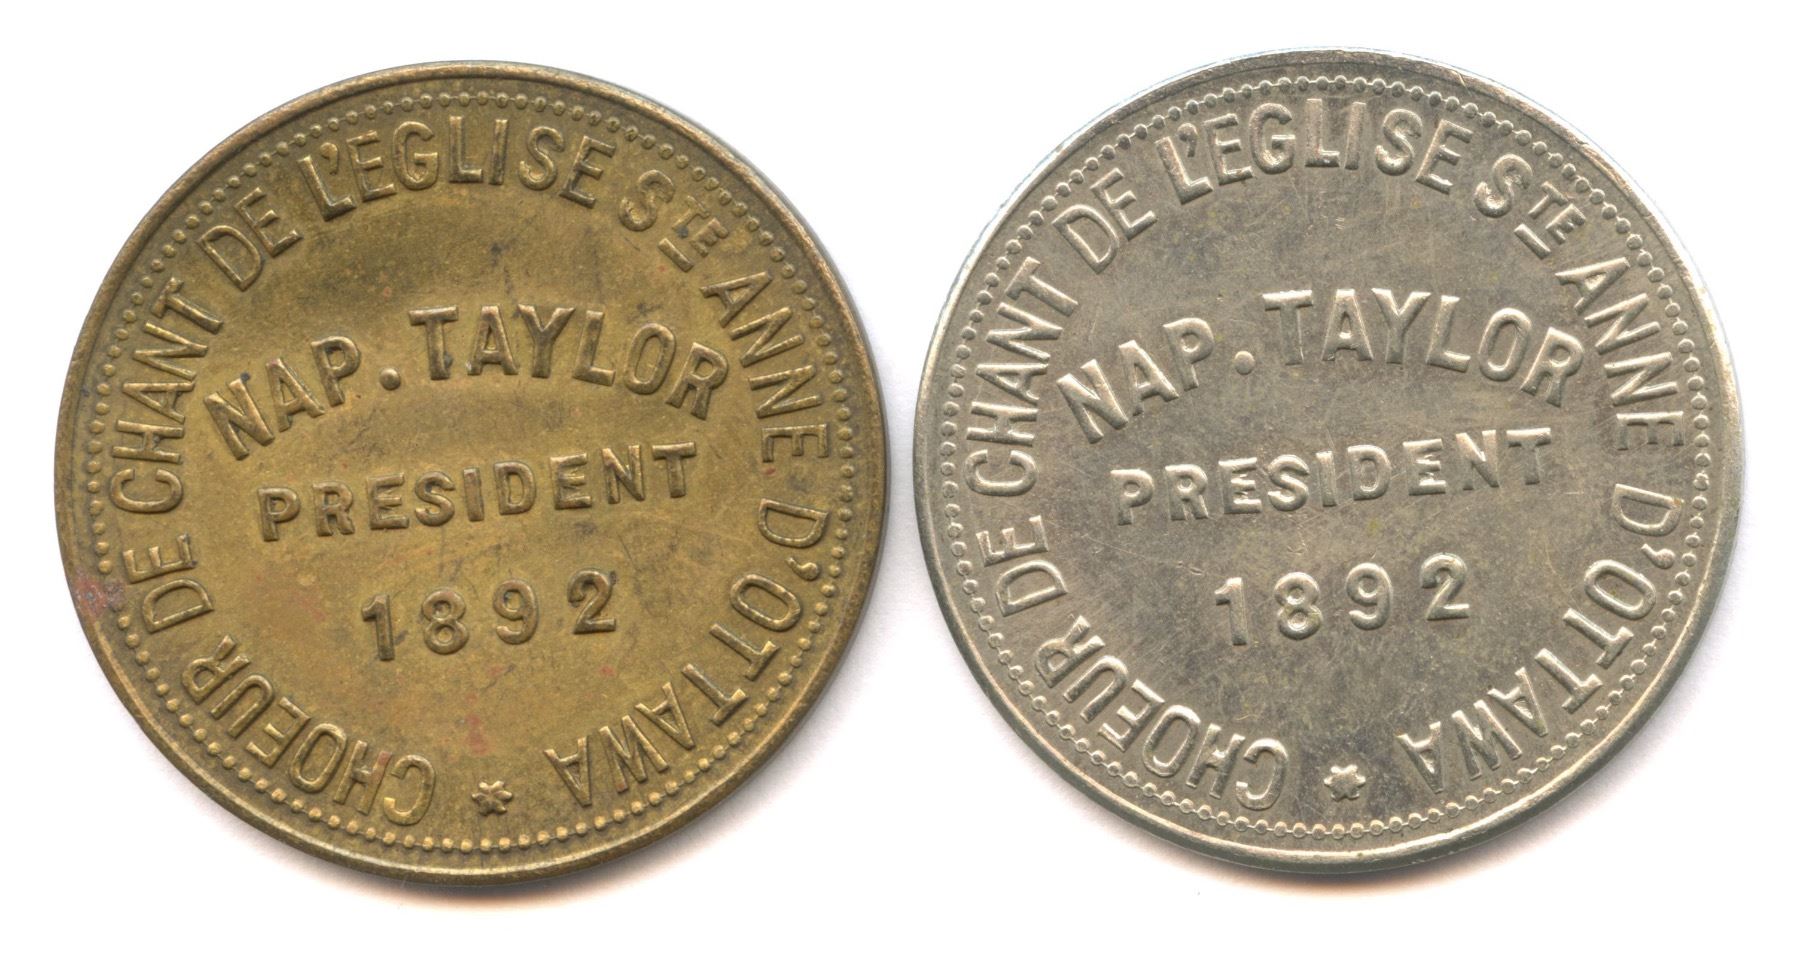 CHOEUR DE CHANT DE L'EGLISE STE ANNE D'OTTAWA
NAP. TAYLOR
PRESIDENT
1892
CHOEUR DE CHANT DE L'EGLISE STE ANNE D'OTTAWA
NAP. TAYLOR
PRESIDENT
1892